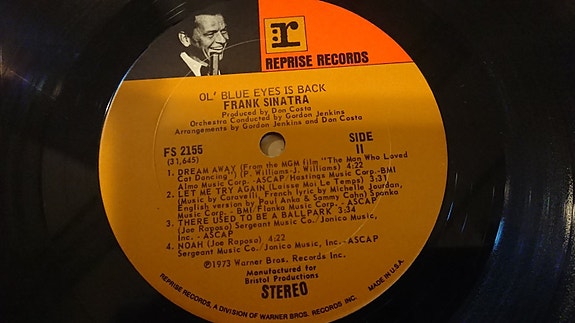 r
REPRISE RECORDS
OL' BLUE EYES IS BACK
FRANK SINATRA
Produced by Don Costa
Orchestra Conducted by Gordon Jenkins
Arrangements by Gordon Jenkins and Don Costa
FS 2155
(31,645)
SIDE
II
1. DREAM AWAY (From the MGM film "The Man Who Loved
Cat Dancing") (P. Williams-J. Williams) 4:22
Almo Music Corp. -ASCAP/Hastings Music Corp.-BMI
2. LET ME TRY AGAIN (Laisse Moi Le Temps) 3:31
(Music by Caravelli, French lyric by Michelle Jourdan,
English version by Paul Anka & Sammy Cahn) Spanka
Music Corp. - BMI/Flanka Music Corp. - ASCAP
3. THERE USED TO BE A BALLPARK 3:34
(Joe Raposo) Sergeant Music Co./Jonico Music,
Inc. - ASCAP
4. NOAH (Joe Raposo) 4:22
Sergeant Music Co./Jonico Music, Inc. - ASCAP
©1973 Warner Bros. Records Inc.
Manufactured for
Bristol Productions
STEREO
REPRISE RECORDS, A DIVISION OF WARNER BROS. RECORDS INC.
MADE IN U.S.A.